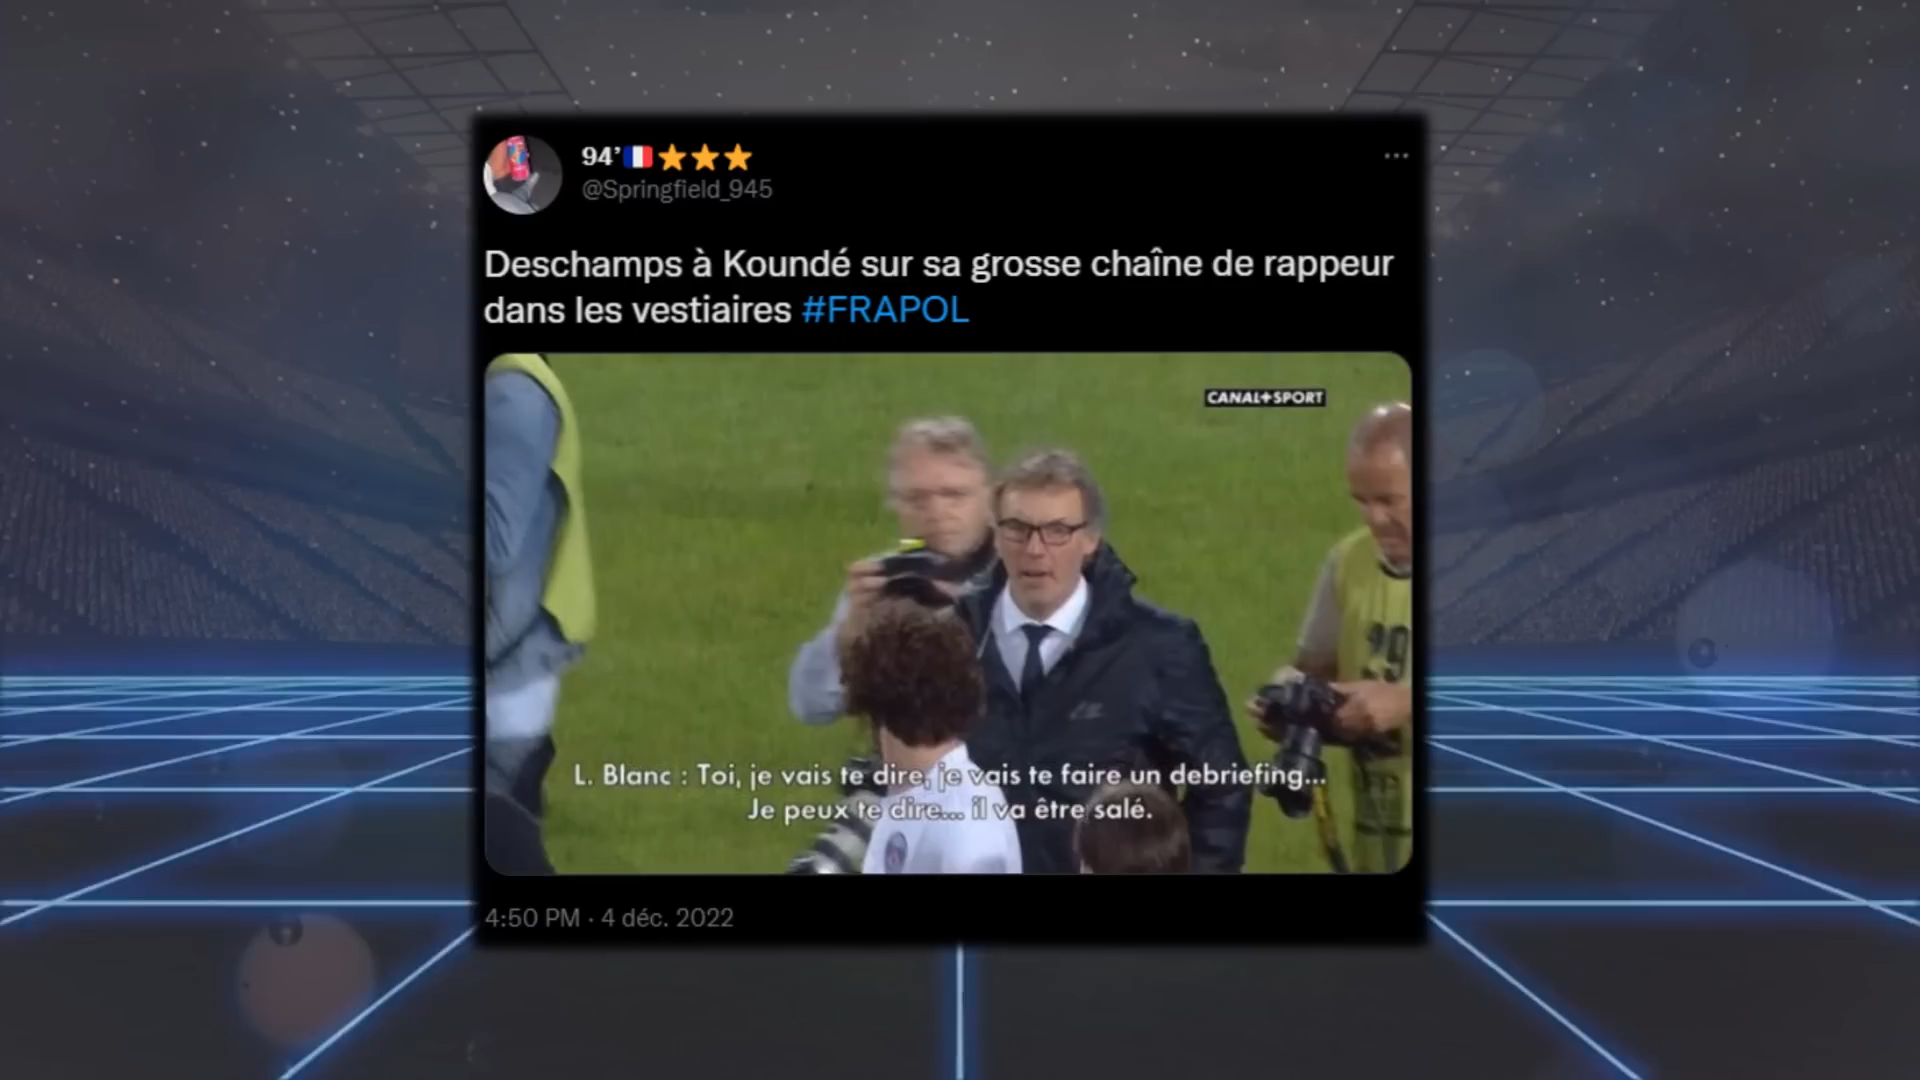 94’🇫🇷⭐⭐⭐
@Springfield_945
Deschamps à Koundé sur sa grosse chaîne de rappeur
dans les vestiaires #FRAPOL
CANAL+SPORT
29
L. Blanc : Toi, je vais te dire, je vais te faire un debriefing...
Je peux te dire... il va être salé.
4:50 PM · 4 déc. 2022